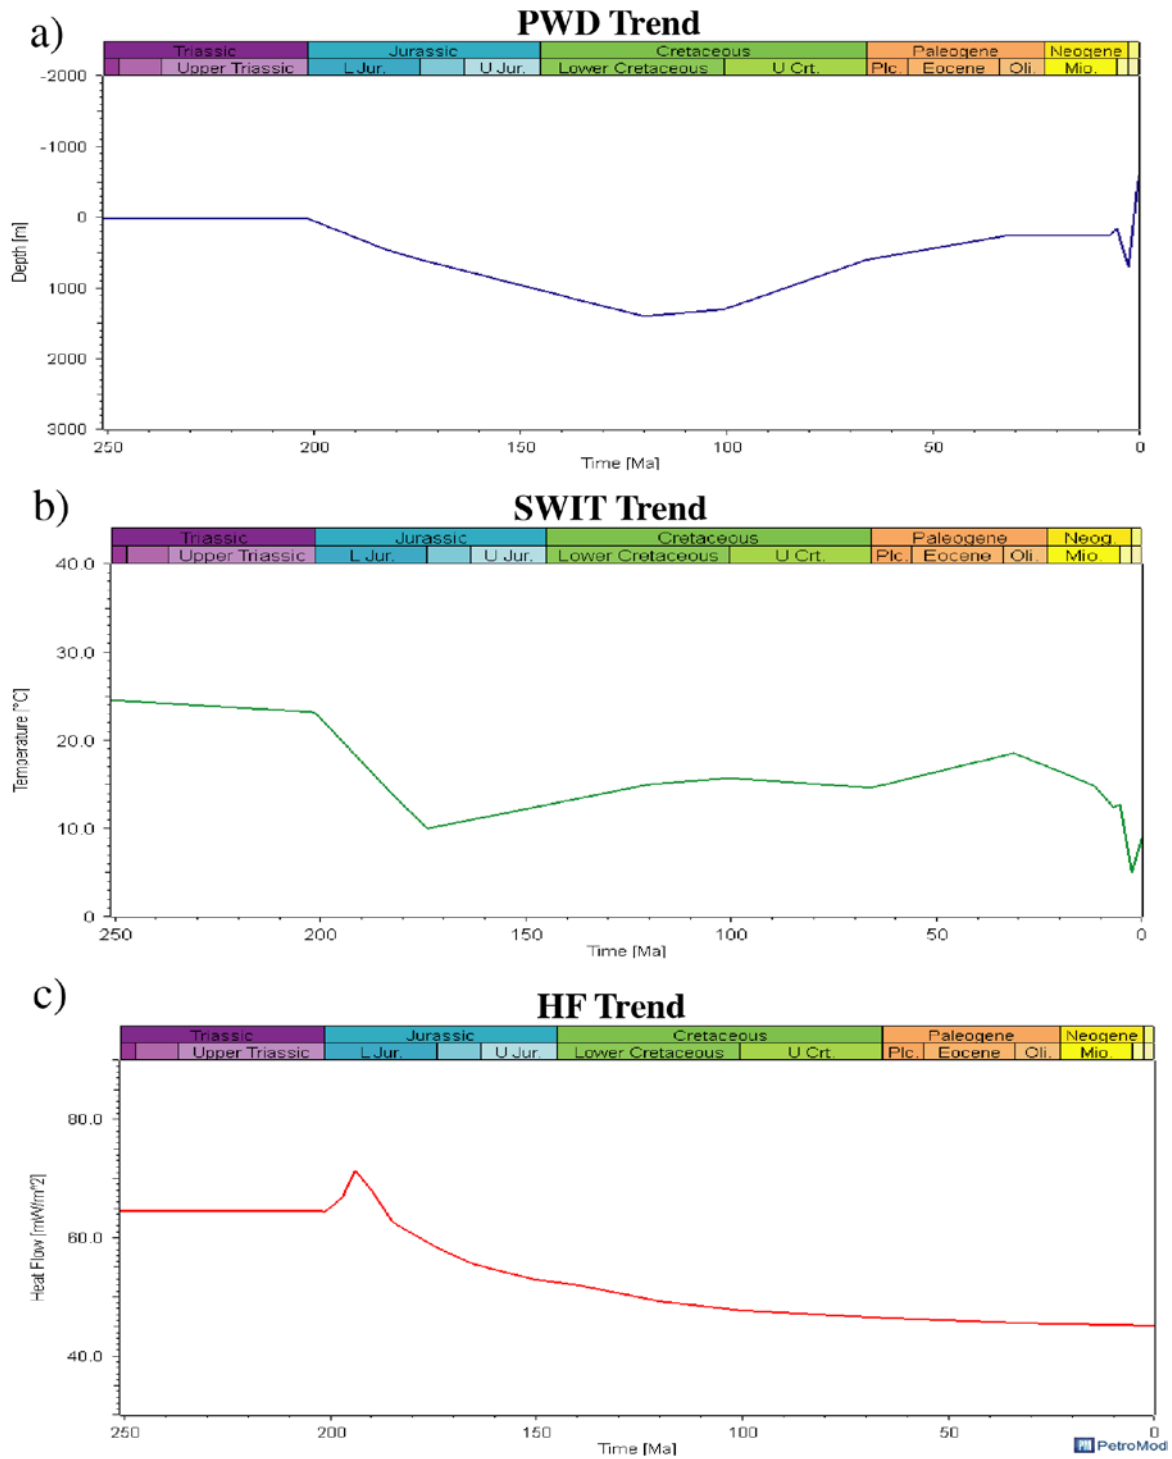 a)
PWD Trend
Triassic Jurassic Cretaceous Paleogene Neogene
Upper Triassic L Jur. U Jur. Lower Cretaceous U Crt. Plc. Eocene Oli. Mio.
-2000
-1000
0
1000
2000
3000
Depth [m]
250 200 150 100 50 0
Time [Ma]
b)
SWIT Trend
Triassic Jurassic Cretaceous Paleogene Neog.
Upper Triassic L Jur. U Jur. Lower Cretaceous U Crt. Plc. Eocene Oli. Mio.
40.0
30.0
20.0
10.0
0
Temperature [°C]
250 200 150 100 50 0
Time [Ma]
c)
HF Trend
Triassic Jurassic Cretaceous Paleogene Neogene
Upper Triassic L Jur. U Jur. Lower Cretaceous U Crt. Plc. Eocene Oli. Mio.
80.0
60.0
40.0
Heat Flow [mW/m^2]
250 200 150 100 50 0
Time [Ma]
PetroMod